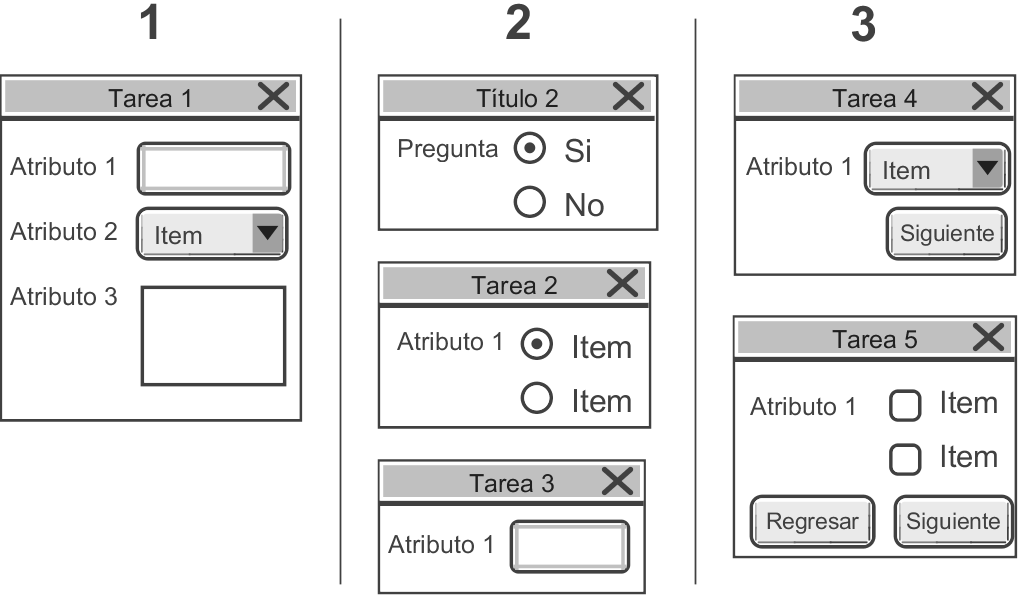 1
Tarea 1
Atributo 1
Atributo 2 Item
Atributo 3
2
Título 2
Pregunta Si
No
Tarea 2
Atributo 1 Item
Item
Tarea 3
Atributo 1
3
Tarea 4
Atributo 1 Item
Siguiente
Tarea 5
Atributo 1 Item
Item
Regresar Siguiente